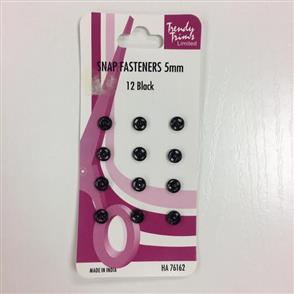 Trendy
Trims
Limited
SNAP FASTENERS 5mm
12 Black
MADE IN INDIA
HA 76162